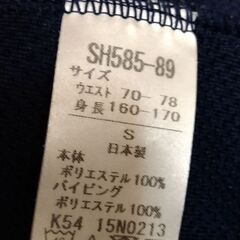 SH585-89
サイズ
ウエスト 70- 78
身長 160-170
S
日本製
本体
ポリエステル100%
パイピング
ポリエステル100%
K54 15N0213